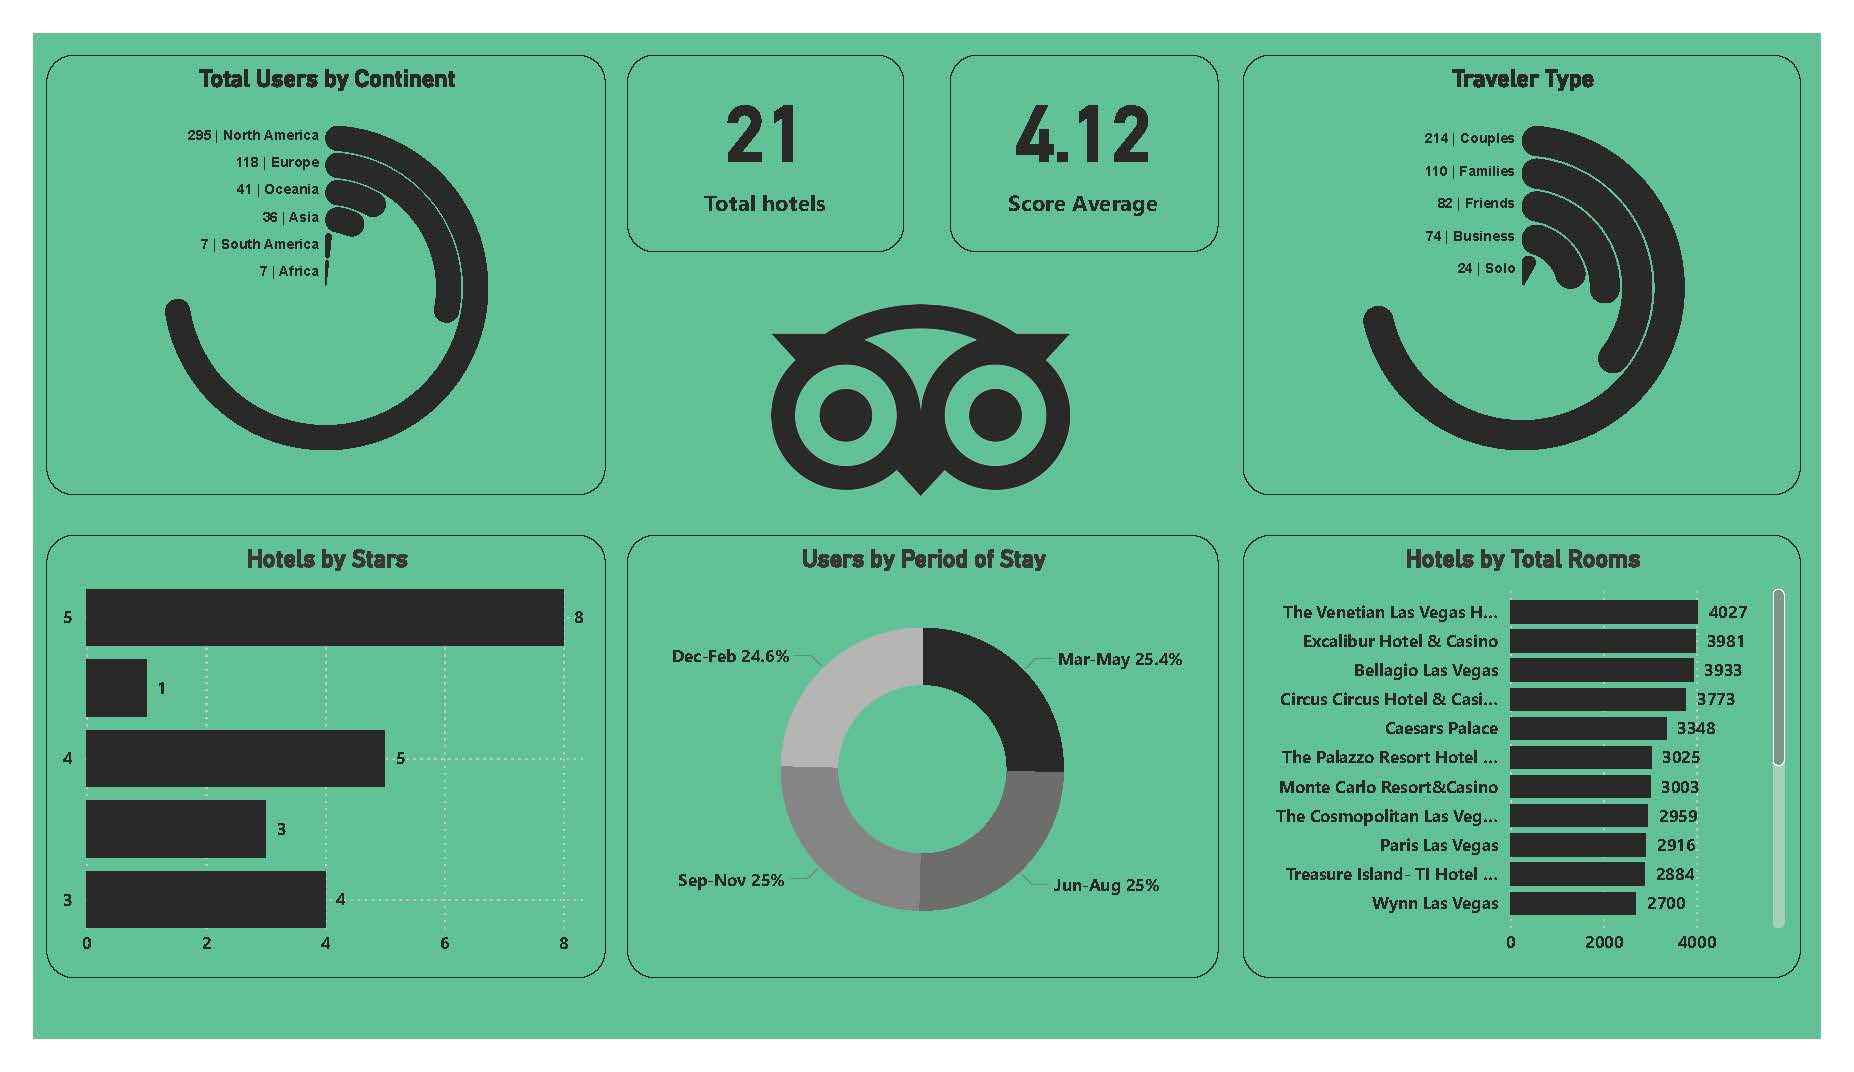 Total Users by Continent
295 | North America
118 | Europe
41 | Oceania
36 | Asia
7 | South America
7 | Africa
21
Total hotels
4.12
Score Average
Traveler Type
214 | Couples
110 | Families
82 | Friends
74 | Business
24 | Solo
Hotels by Stars
5 8
1
4 5
3
3 4
0 2 4 6 8
Users by Period of Stay
Dec-Feb 24.6%
Mar-May 25.4%
Sep-Nov 25%
Jun-Aug 25%
Hotels by Total Rooms
The Venetian Las Vegas H... 4027
Excalibur Hotel & Casino 3981
Bellagio Las Vegas 3933
Circus Circus Hotel & Casi... 3773
Caesars Palace 3348
The Palazzo Resort Hotel ... 3025
Monte Carlo Resort&Casino 3003
The Cosmopolitan Las Veg... 2959
Paris Las Vegas 2916
Treasure Island- TI Hotel ... 2884
Wynn Las Vegas 2700
0 2000 4000